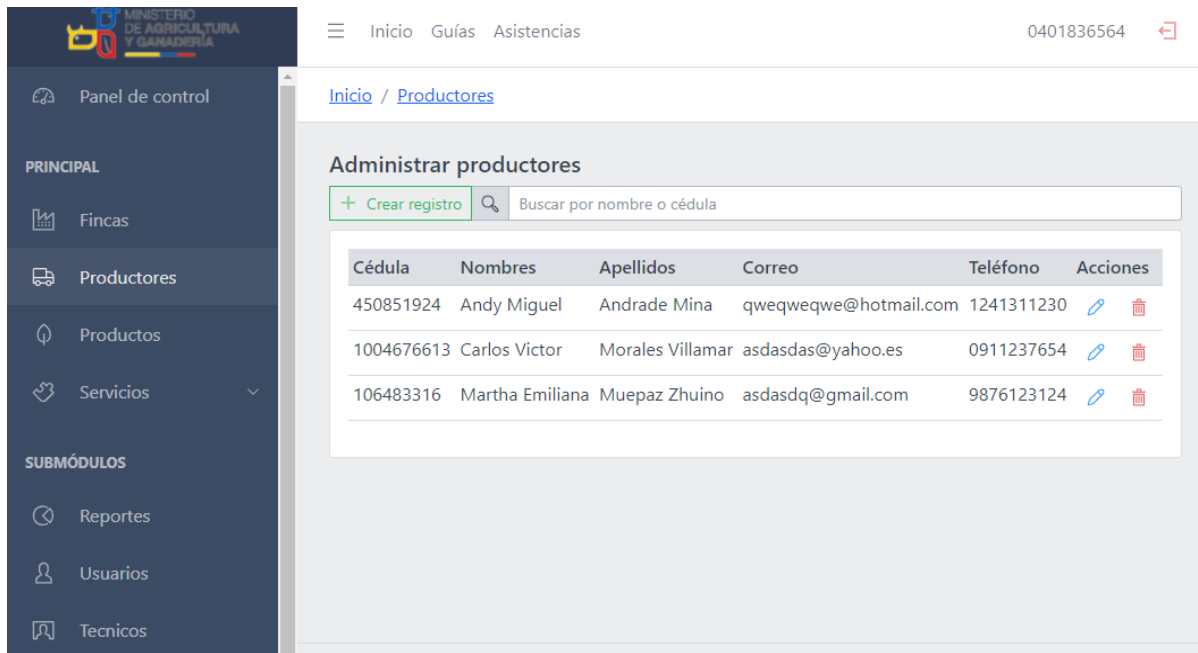 MINISTERIO
DE AGRICULTURA
Y GANADERÍA
Panel de control
PRINCIPAL
Fincas
Productores
Productos
Servicios
SUBMÓDULOS
Reportes
Usuarios
Tecnicos
Inicio Guías Asistencias 0401836564
Inicio / Productores
Administrar productores
+ Crear registro Buscar por nombre o cédula
Cédula Nombres Apellidos Correo Teléfono Acciones
450851924 Andy Miguel Andrade Mina qweqweqwe@hotmail.com 1241311230
1004676613 Carlos Victor Morales Villamar asdasdas@yahoo.es 0911237654
106483316 Martha Emiliana Muepaz Zhuino asdasdq@gmail.com 9876123124